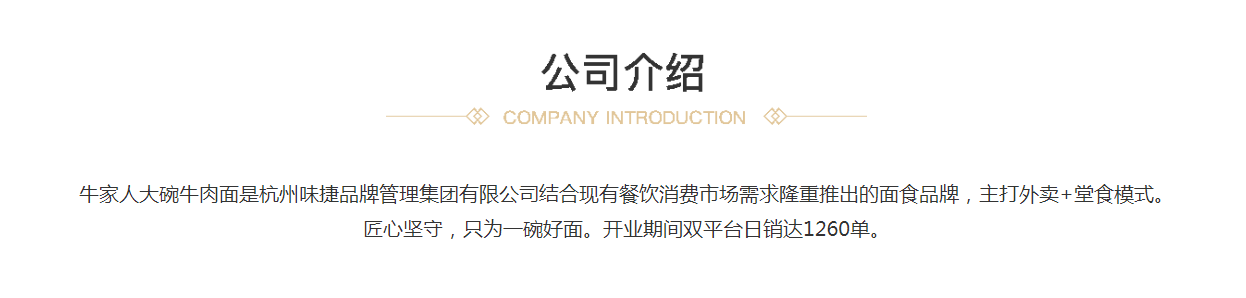 公司介绍
COMPANY INTRODUCTION
牛家人大碗牛肉面是杭州味捷品牌管理集团有限公司结合现有餐饮消费市场需求隆重推出的面食品牌，主打外卖+堂食模式。
匠心坚守，只为一碗好面。开业期间双平台日销达1260单。